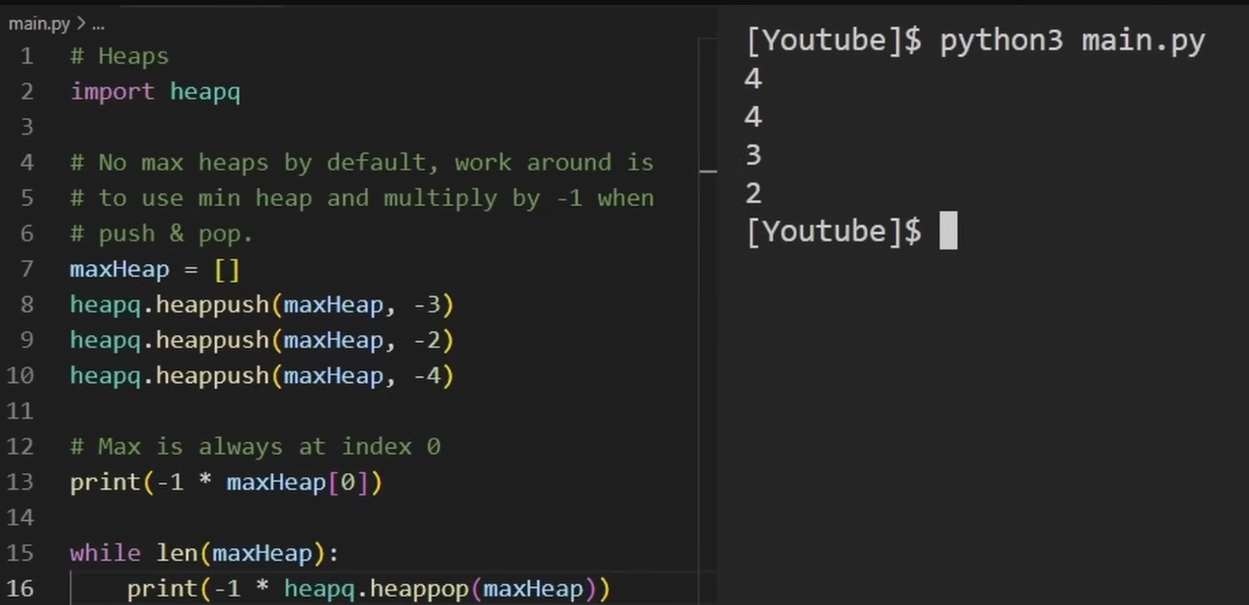 main.py > ...
1 # Heaps
2 import heapq
3
4 # No max heaps by default, work around is
5 # to use min heap and multiply by -1 when
6 # push & pop.
7 maxHeap = []
8 heapq.heappush(maxHeap, -3)
9 heapq.heappush(maxHeap, -2)
10 heapq.heappush(maxHeap, -4)
11
12 # Max is always at index 0
13 print(-1 * maxHeap[0])
14
15 while len(maxHeap):
16     print(-1 * heapq.heappop(maxHeap))
[Youtube]$ python3 main.py
4
4
3
2
[Youtube]$